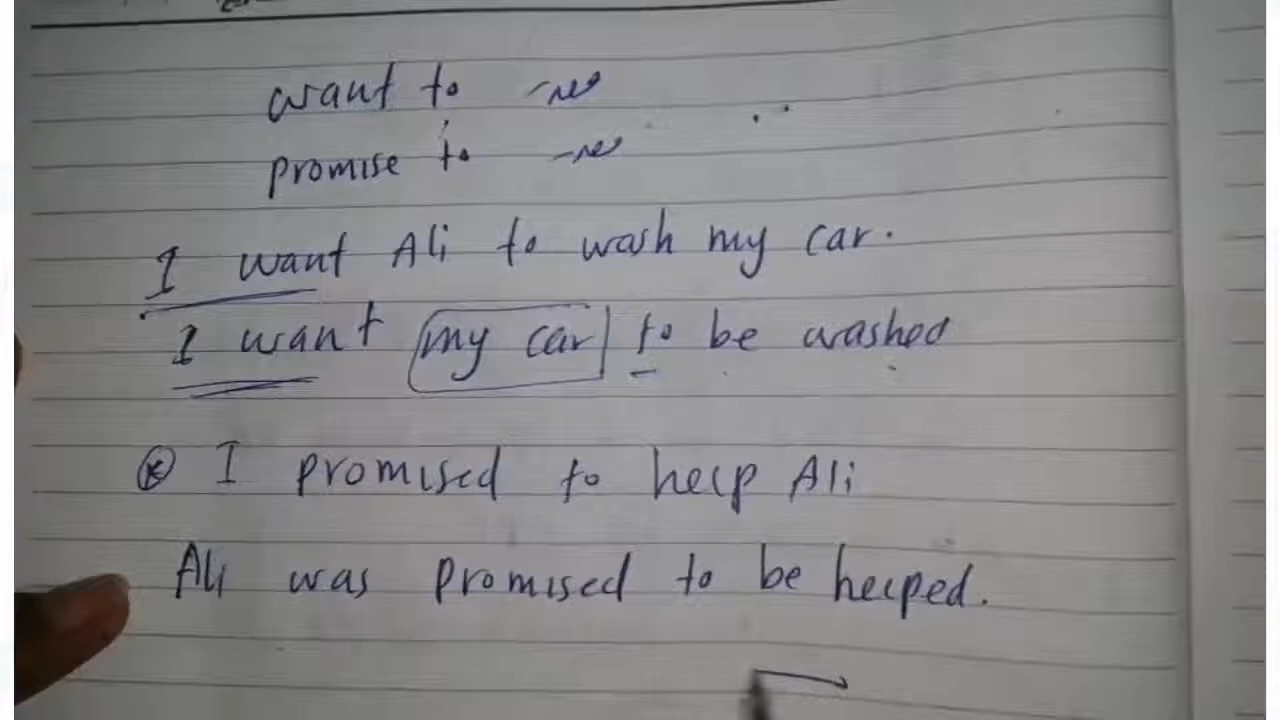 want to
promise to
I want Ali to wash my car.
I want my car to be washed
I promised to help Ali
Ali was promised to be helped.